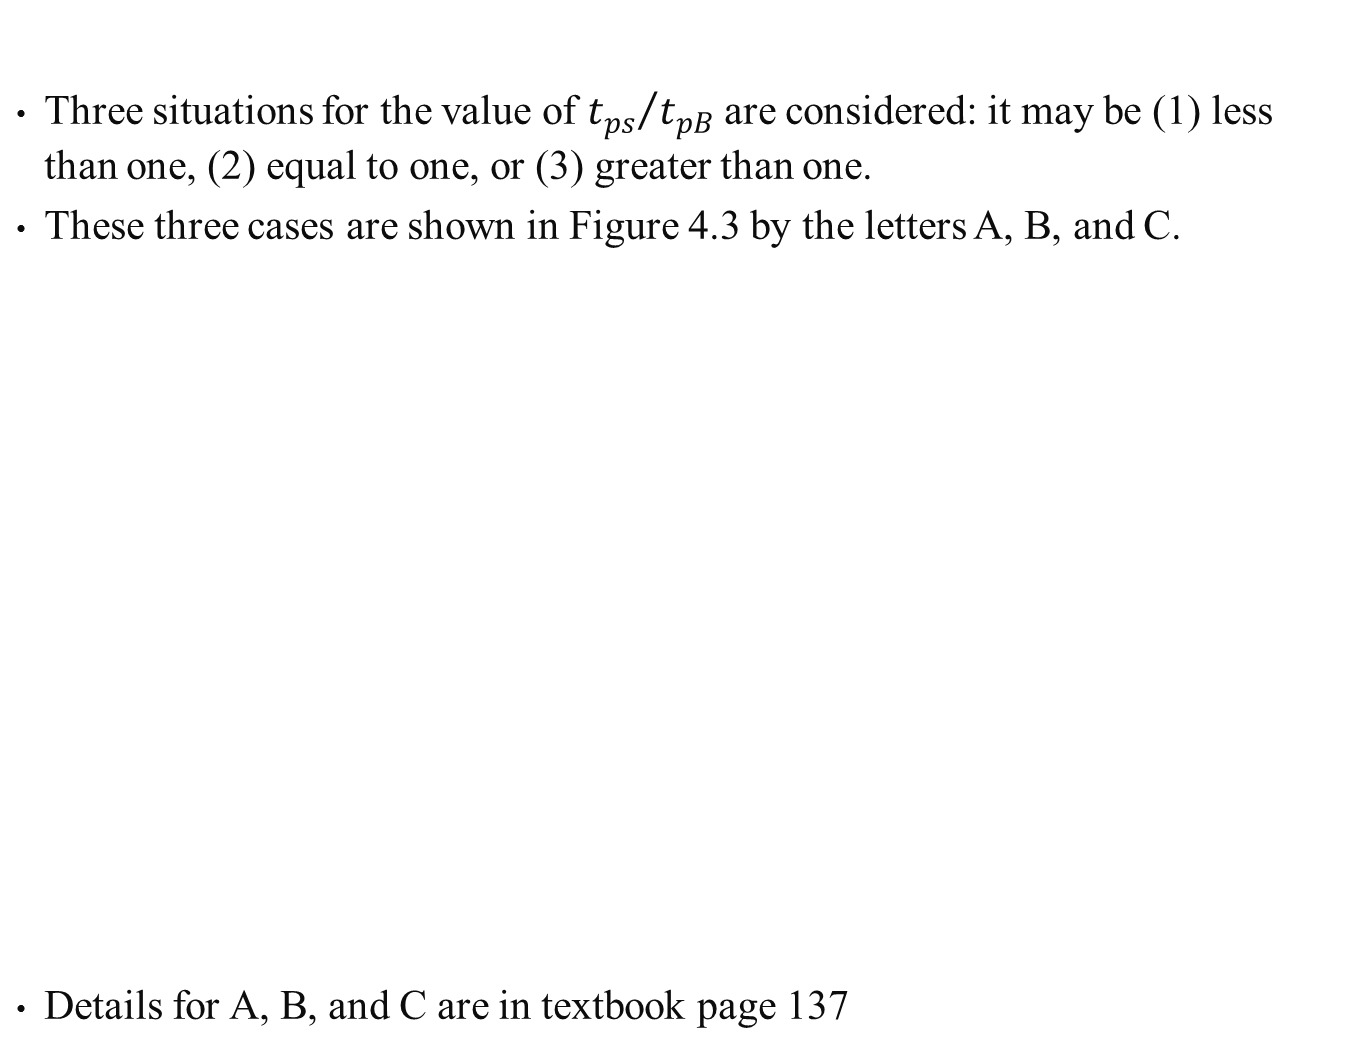 • Three situations for the value of t_ps/t_pB are considered: it may be (1) less
than one, (2) equal to one, or (3) greater than one.
• These three cases are shown in Figure 4.3 by the letters A, B, and C.
• Details for A, B, and C are in textbook page 137